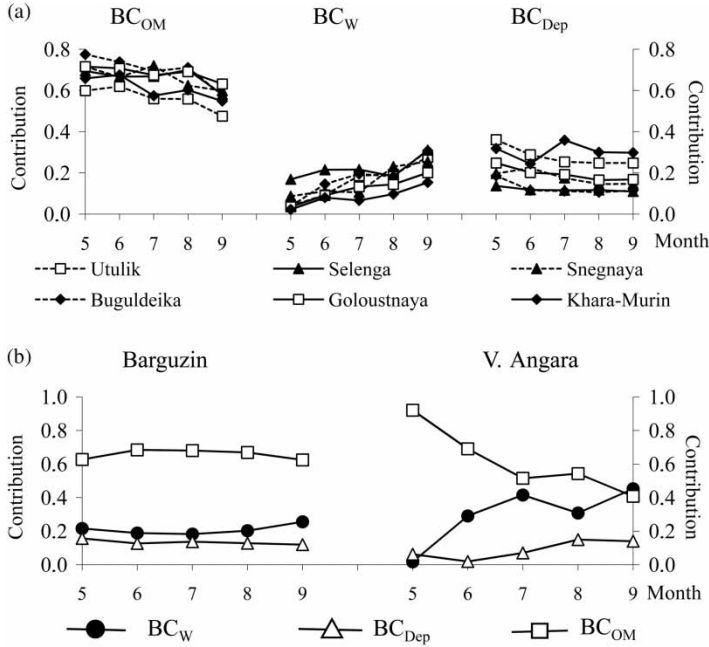 (a) BC_OM BC_W BC_Dep
0.8 0.8
0.6 0.6
0.4 0.4
0.2 0.2
0.0 0.0
Contribution
Contribution
5 6 7 8 9 5 6 7 8 9 5 6 7 8 9 Month
Utulik Selenga Snegnaya
Buguldeika Goloustnaya Khara-Murin
(b) Barguzin V. Angara
1.0 1.0
0.8 0.8
0.6 0.6
0.4 0.4
0.2 0.2
0.0 0.0
Contribution
Contribution
5 6 7 8 9 5 6 7 8 9 Month
BC_W BC_Dep BC_OM